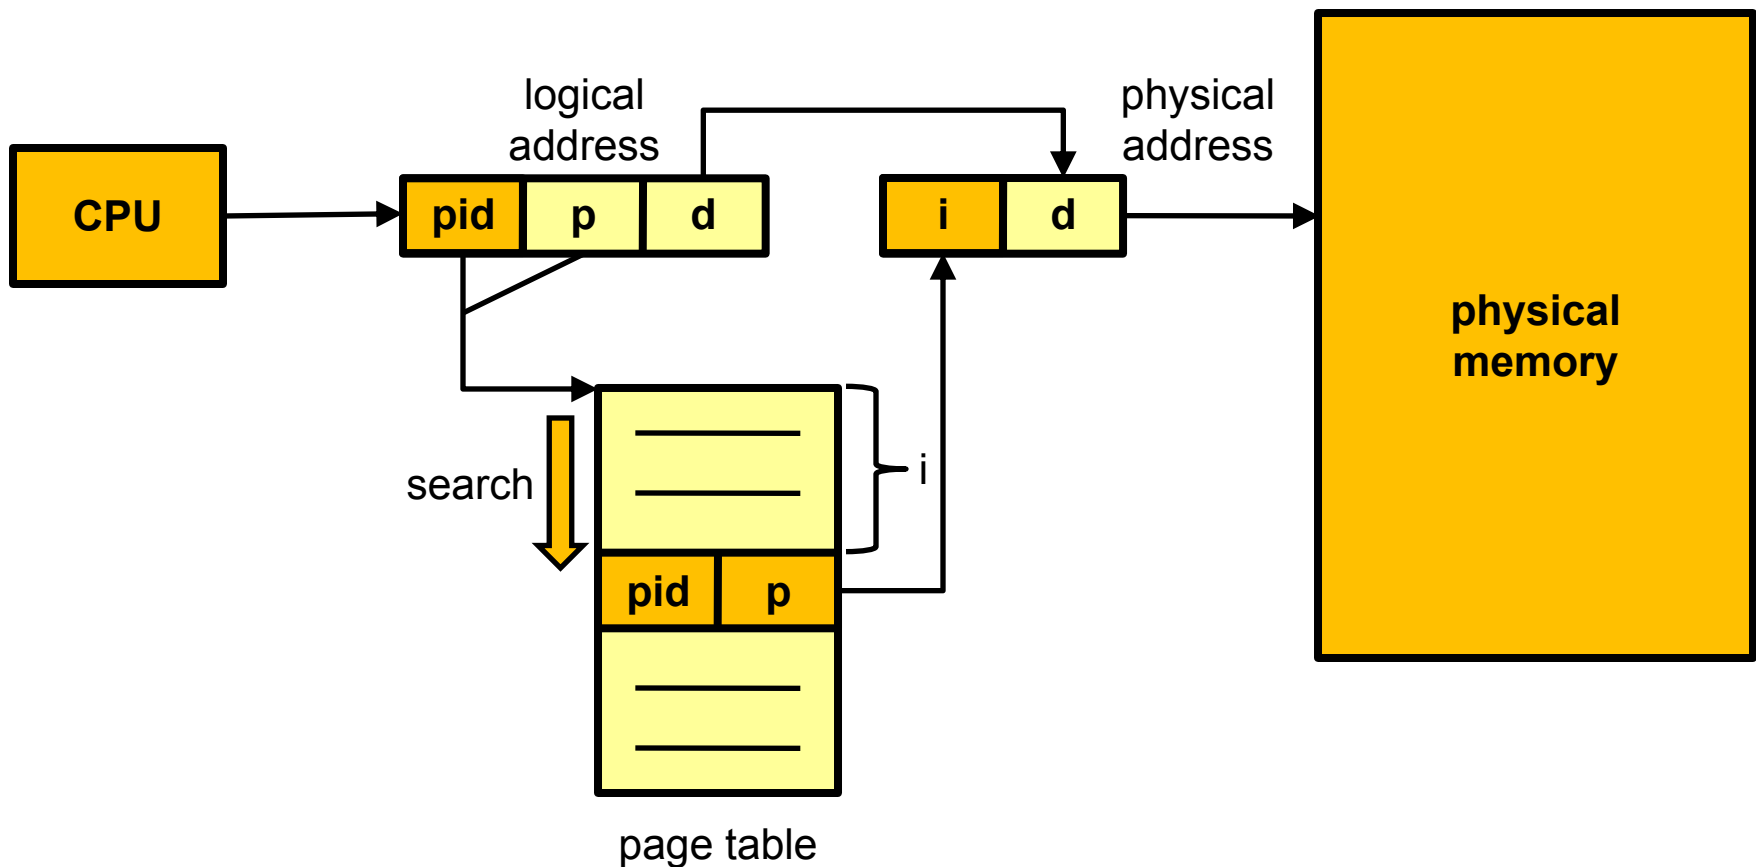 logical
address
physical
address
CPU
pid
p
d
i
d
physical
memory
search
i
pid
p
page table